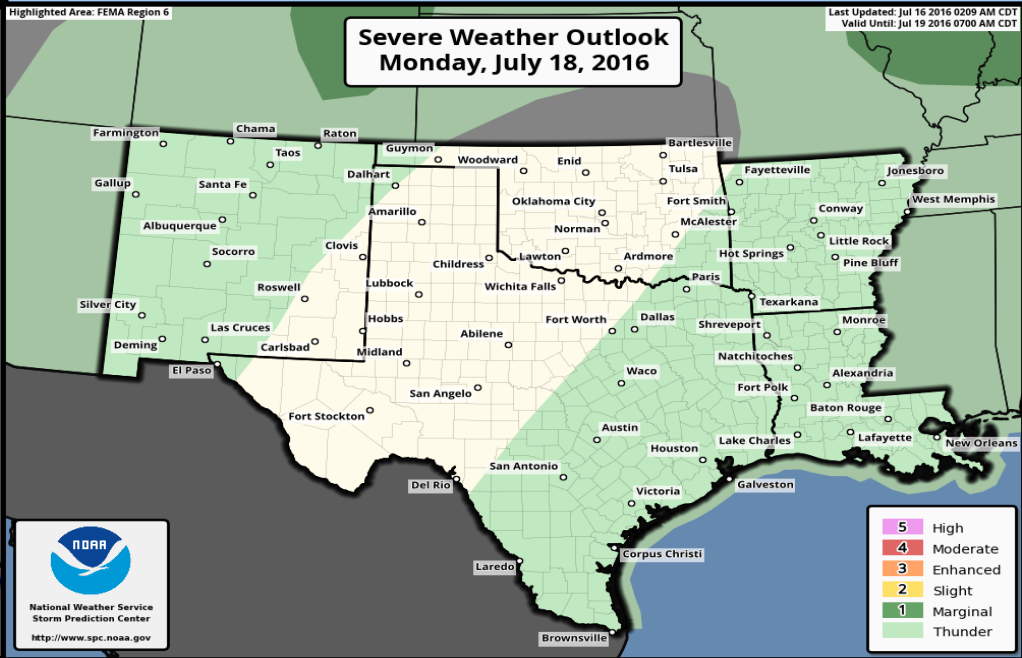 Highlighted Area: FEMA Region 6
Last Updated: Jul 16 2016 0209 AM CDT
Valid Until: Jul 19 2016 0700 AM CDT
Severe Weather Outlook
Monday, July 18, 2016
Farmington
Chama
Raton
Taos
Guymon
Woodward
Enid
Bartlesville
Tulsa
Fayetteville
Jonesboro
Gallup
Santa Fe
Dalhart
Oklahoma City
Fort Smith
West Memphis
Albuquerque
Amarillo
Norman
McAlester
Conway
Socorro
Clovis
Childress
Lawton
Ardmore
Hot Springs
Little Rock
Pine Bluff
Roswell
Lubbock
Wichita Falls
Paris
Texarkana
Silver City
Las Cruces
Hobbs
Fort Worth
Dallas
Shreveport
Monroe
Deming
Carlsbad
Midland
Abilene
Natchitoches
El Paso
San Angelo
Waco
Fort Polk
Alexandria
Fort Stockton
Austin
Houston
Lake Charles
Baton Rouge
Lafayette
New Orleans
Del Rio
San Antonio
Victoria
Galveston
Laredo
Corpus Christi
Brownsville
NOAA
National Weather Service
Storm Prediction Center
http://www.spc.noaa.gov
5 High
4 Moderate
3 Enhanced
2 Slight
1 Marginal
Thunder